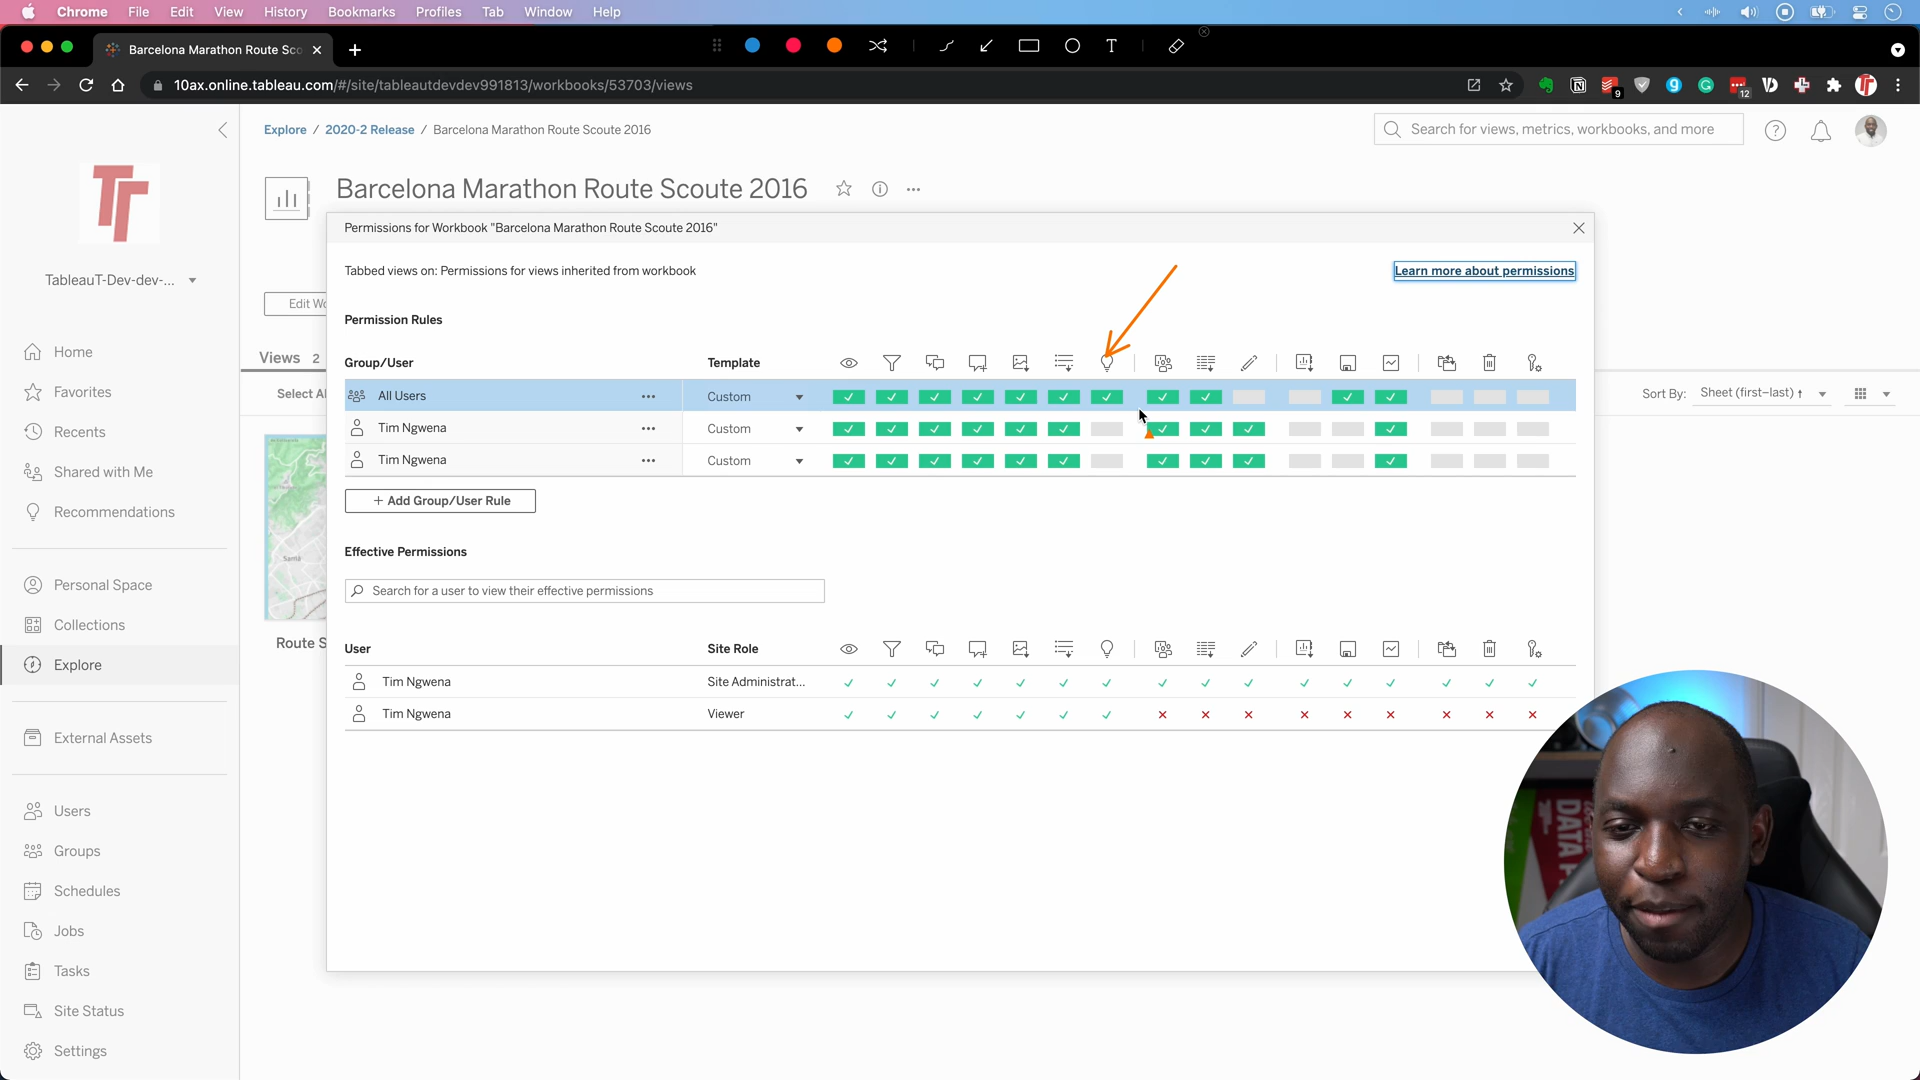 Chrome File Edit View History Bookmarks Profiles Tab Window Help
Barcelona Marathon Route Sco
T
10ax.online.tableau.com/#/site/tableautdevdev991813/workbooks/53703/views
9
12
Explore / 2020-2 Release / Barcelona Marathon Route Scoute 2016
Search for views, metrics, workbooks, and more
Barcelona Marathon Route Scoute 2016
TableauT-Dev-dev-...
Edit Wo
Views 2
Select Al
Sort By: Sheet (first–last) ↑
Home
Favorites
Recents
Shared with Me
Recommendations
Personal Space
Collections
Explore
External Assets
Users
Groups
Schedules
Jobs
Tasks
Site Status
Settings
Sarrià
Route S
Permissions for Workbook "Barcelona Marathon Route Scoute 2016"
Tabbed views on: Permissions for views inherited from workbook
Learn more about permissions
Permission Rules
Group/User Template
All Users ... Custom
Tim Ngwena ... Custom
Tim Ngwena ... Custom
+ Add Group/User Rule
Effective Permissions
Search for a user to view their effective permissions
User Site Role
Tim Ngwena Site Administrat...
Tim Ngwena Viewer
DATA F